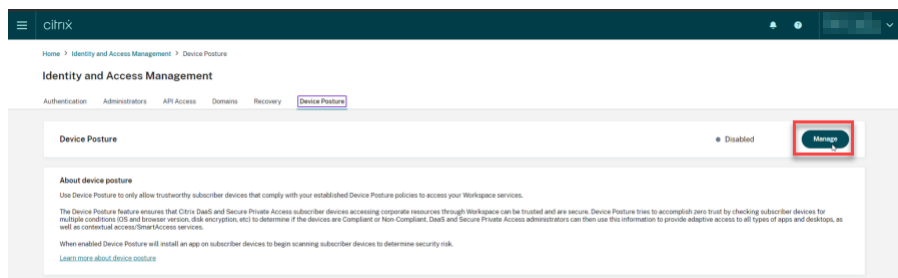 citrix
Home > Identity and Access Management > Device Posture
Identity and Access Management
Authentication Administrators API Access Domains Recovery Device Posture
Device Posture Disabled Manage
About device posture
Use Device Posture to only allow trustworthy subscriber devices that comply with your established Device Posture policies to access your Workspace services.
The Device Posture feature ensures that Citrix DaaS and Secure Private Access subscriber devices accessing corporate resources through Workspace can be trusted and are secure. Device Posture tries to accomplish zero trust by checking subscriber devices for
multiple conditions (OS and browser version, disk encryption, etc) to determine if the devices are Compliant or Non-Compliant. DaaS and Secure Private Access administrators can then use this information to provide adaptive access to all types of apps and desktops, as
well as contextual access/SmartAccess services.
When enabled Device Posture will install an app on subscriber devices to begin scanning subscriber devices to determine security risk.
Learn more about device posture